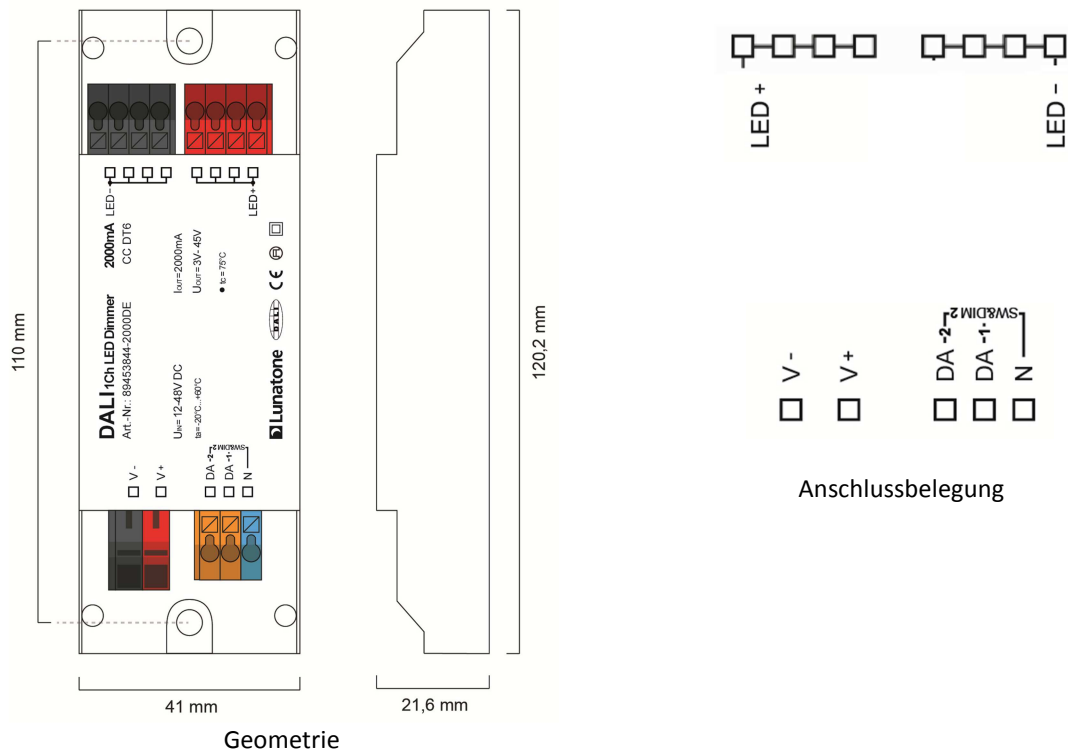 LED -
LED +
DALI 1Ch LED Dimmer 2000mA
Art.-Nr.: 89453844-2000DE CC DT6
UIN= 12-48V DC IOUT=2000mA
ta=-20°C...+60°C UOUT= 3V- 45V
tc= 75°C
Lunatone DALI CE
V -
V +
DA -2-
DA -1-
N
SW&DIM 2
110 mm
120,2 mm
41 mm
21,6 mm
Geometrie
LED +
LED -
V -
V +
DA -2-
DA -1-
N
SW&DIM 2
Anschlussbelegung